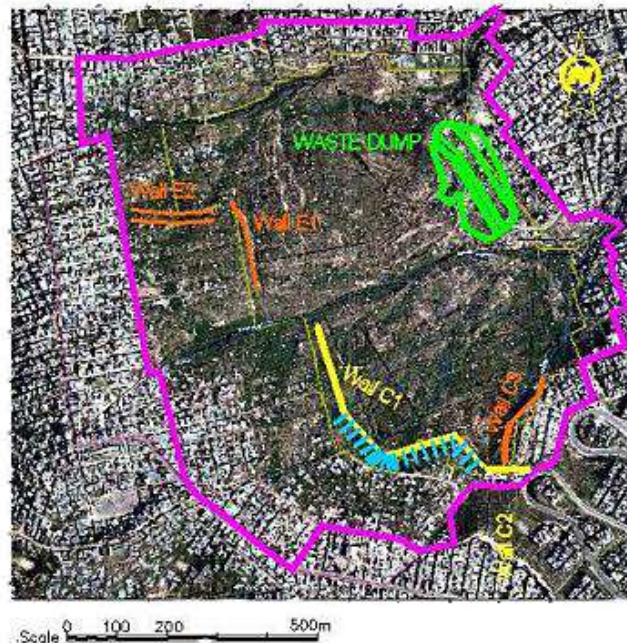 N
WASTE DUMP
Wall E2
Wall E1
Wall C1
Wall C3
Wall C2
Scale 0 100 200 500m